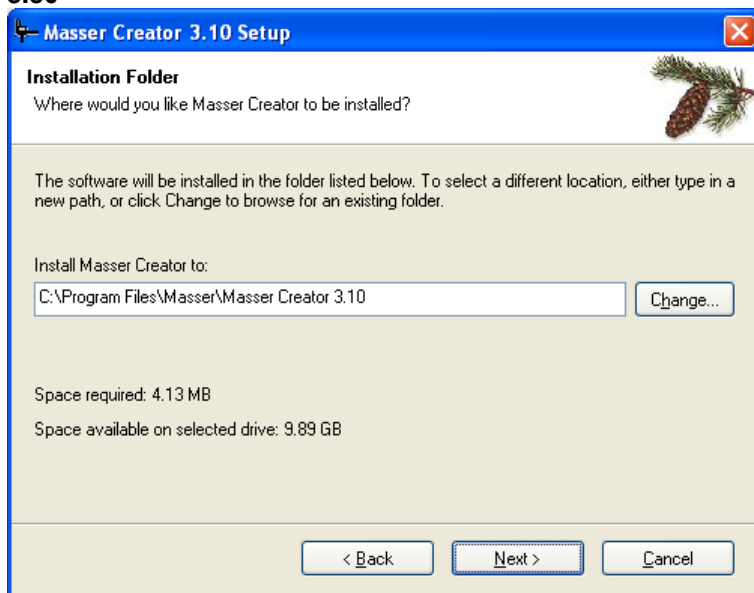 Masser Creator 3.10 Setup
Installation Folder
Where would you like Masser Creator to be installed?
The software will be installed in the folder listed below. To select a different location, either type in a
new path, or click Change to browse for an existing folder.
Install Masser Creator to:
C:\Program Files\Masser\Masser Creator 3.10
Change...
Space required: 4.13 MB
Space available on selected drive: 9.89 GB
< Back
Next >
Cancel